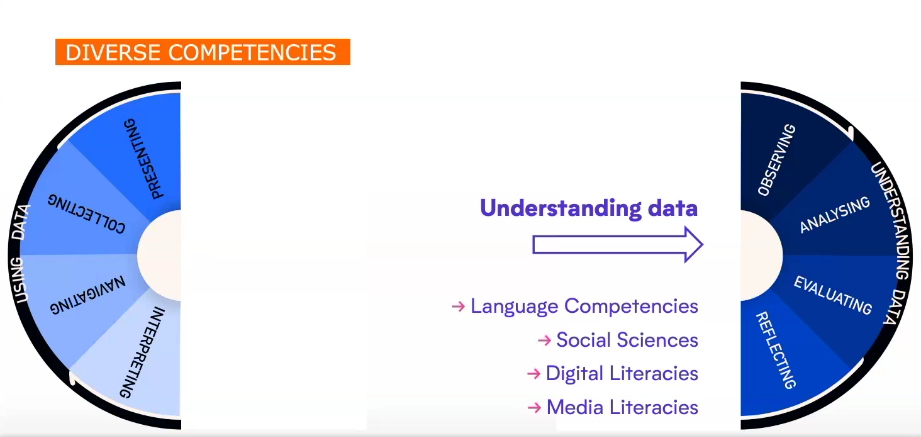 DIVERSE COMPETENCIES
USING DATA
PRESENTING
COLLECTING
NAVIGATING
INTERPRETING
Understanding data
→ Language Competencies
→ Social Sciences
→ Digital Literacies
→ Media Literacies
OBSERVING
ANALYSING
EVALUATING
REFLECTING
UNDERSTANDING DATA